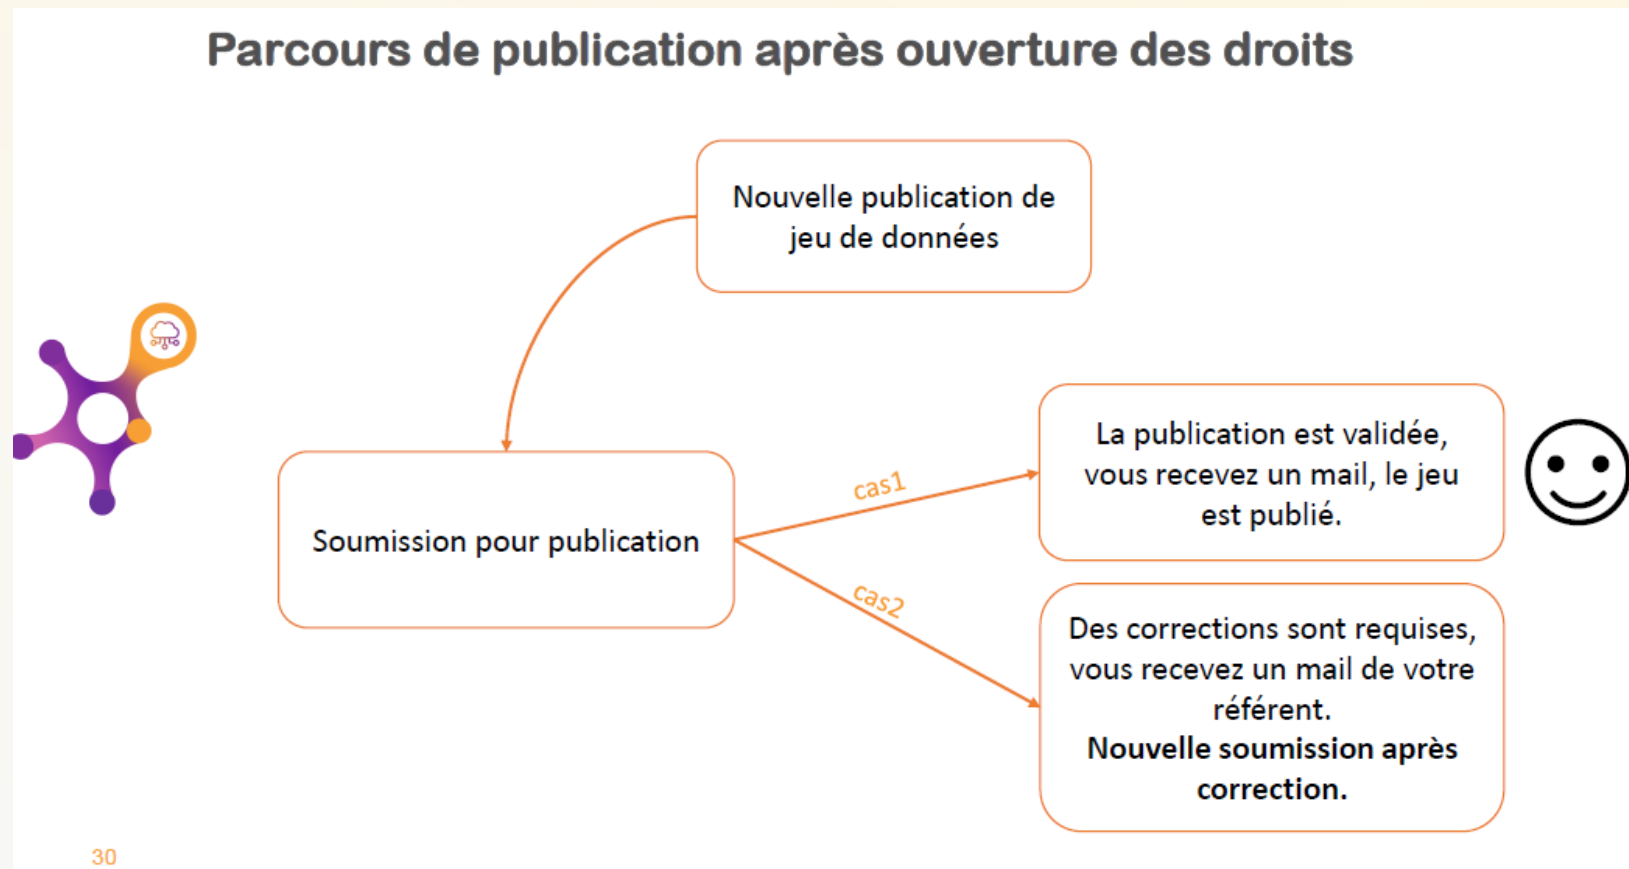 Parcours de publication après ouverture des droits
Nouvelle publication de
jeu de données
Soumission pour publication
cas1
La publication est validée,
vous recevez un mail, le jeu
est publié.
cas2
Des corrections sont requises,
vous recevez un mail de votre
référent.
Nouvelle soumission après
correction.
30